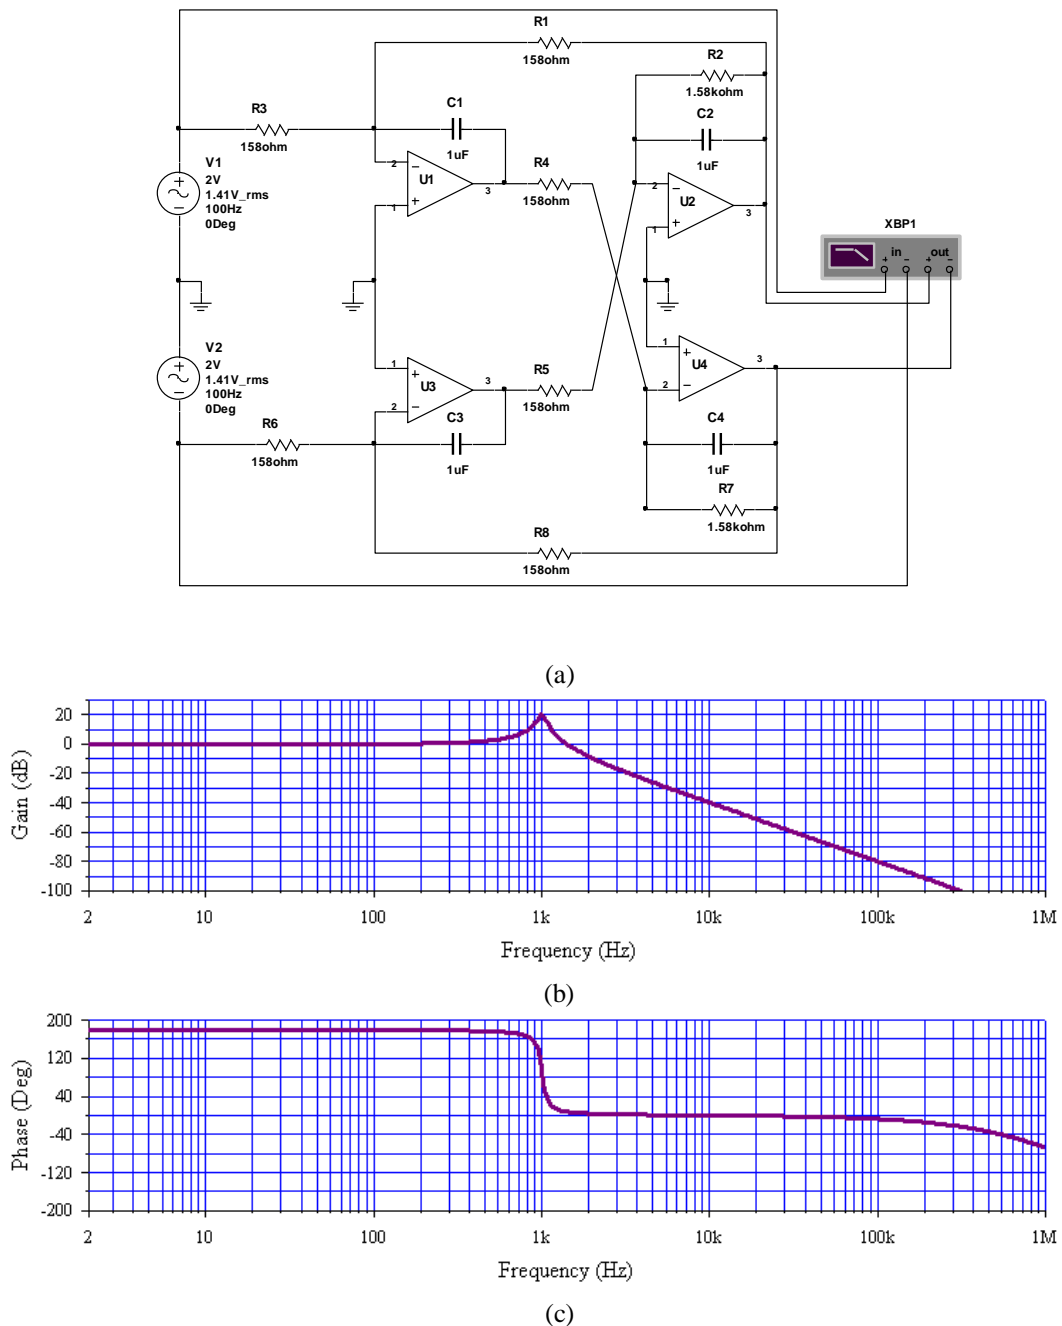 R1
158ohm
R2
1.58kohm
R3
158ohm
C1
1uF
C2
1uF
V1
2V
1.41V_rms
100Hz
0Deg
2
−
U1
+
1
3
R4
158ohm
2
−
U2
+
1
3
XBP1
in
out
+
−
+
−
V2
2V
1.41V_rms
100Hz
0Deg
1
+
U3
−
2
3
R5
158ohm
1
+
U4
−
2
3
R6
158ohm
C3
1uF
C4
1uF
R7
1.58kohm
R8
158ohm
(a)
20
0
-20
-40
-60
-80
-100
Gain (dB)
2 10 100 1k 10k 100k 1M
Frequency (Hz)
(b)
200
120
40
-40
-120
-200
Phase (Deg)
2 10 100 1k 10k 100k 1M
Frequency (Hz)
(c)